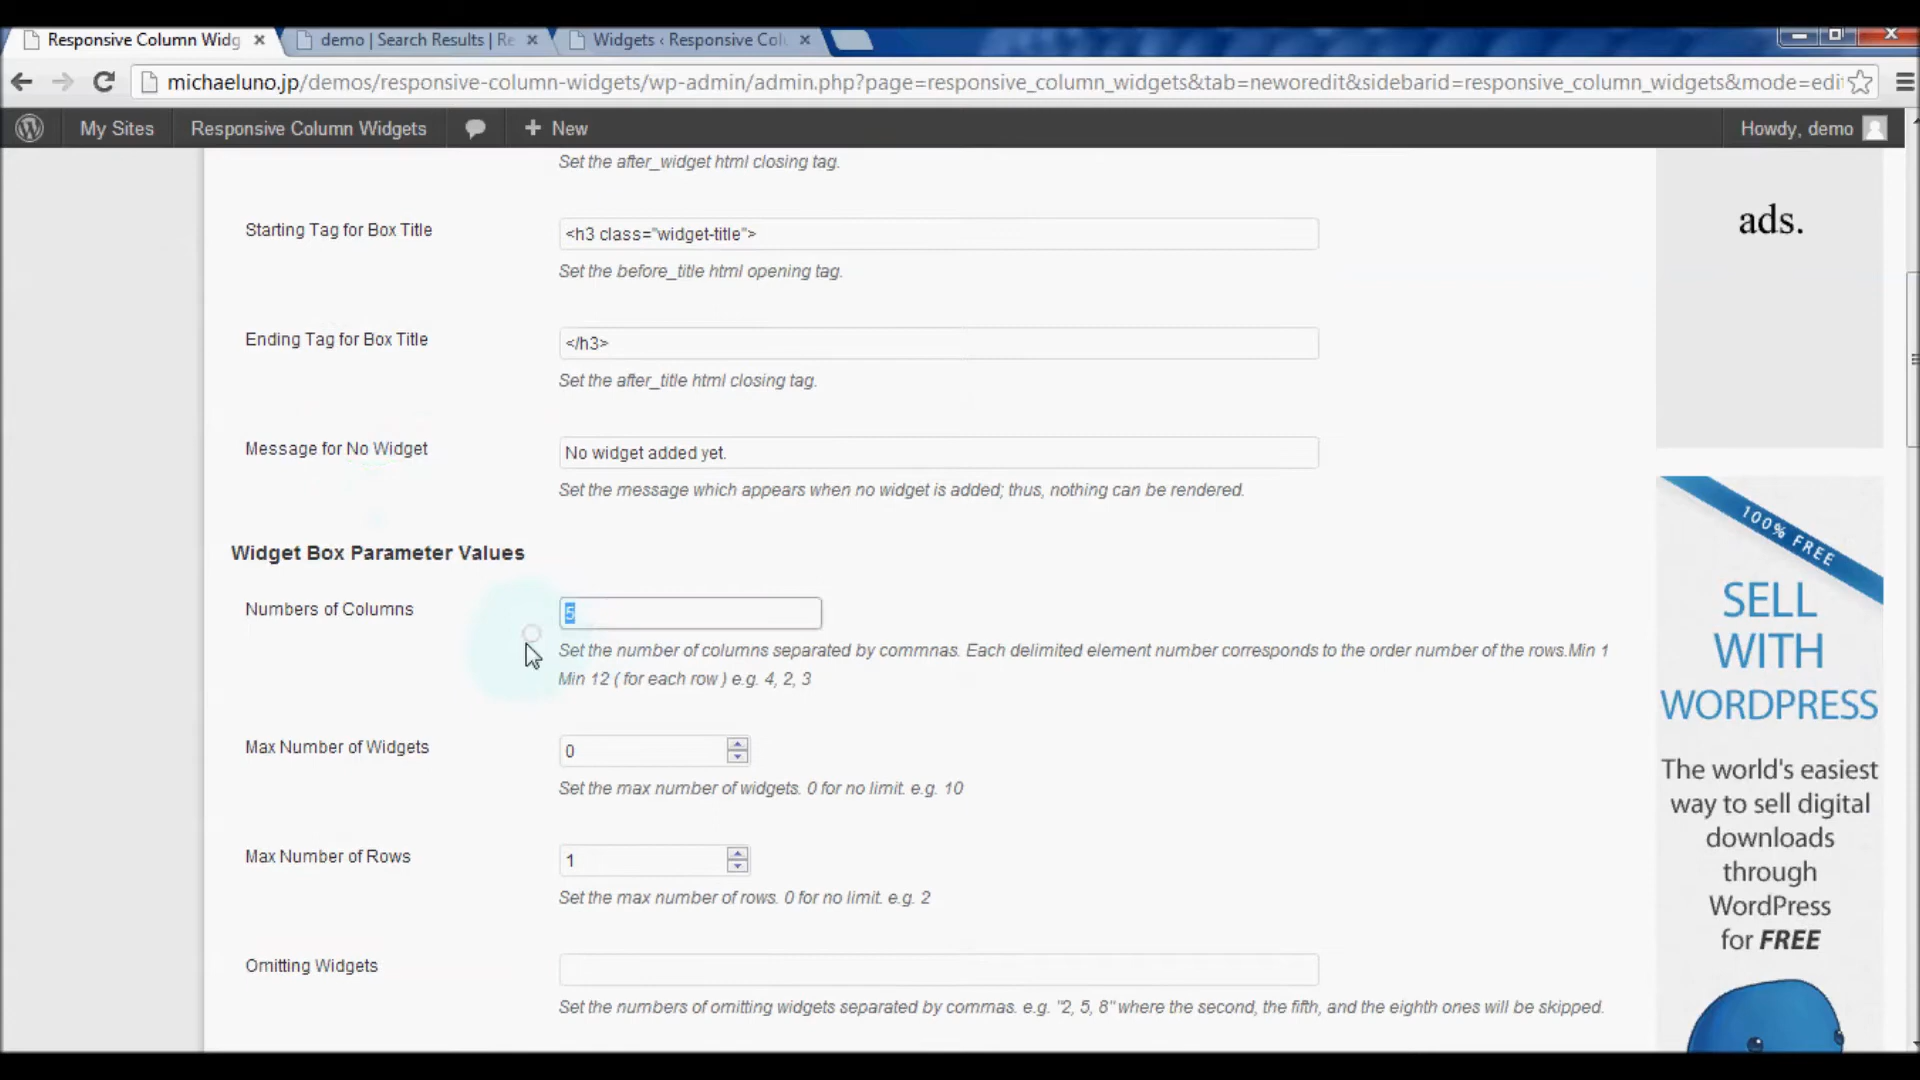 Responsive Column Widg
demo | Search Results | Re
Widgets ‹ Responsive Colu
michaeluno.jp/demos/responsive-column-widgets/wp-admin/admin.php?page=responsive_column_widgets&tab=neworedit&sidebarid=responsive_column_widgets&mode=edi
My Sites
Responsive Column Widgets
+ New
Howdy, demo
Set the after_widget html closing tag.
Starting Tag for Box Title
<h3 class="widget-title">
Set the before_title html opening tag.
Ending Tag for Box Title
</h3>
Set the after_title html closing tag.
Message for No Widget
No widget added yet.
Set the message which appears when no widget is added; thus, nothing can be rendered.
Widget Box Parameter Values
Numbers of Columns
5
Set the number of columns separated by commnas. Each delimited element number corresponds to the order number of the rows.Min 1
Min 12 ( for each row ) e.g. 4, 2, 3
Max Number of Widgets
0
Set the max number of widgets. 0 for no limit. e.g. 10
Max Number of Rows
1
Set the max number of rows. 0 for no limit. e.g. 2
Omitting Widgets
Set the numbers of omitting widgets separated by commas. e.g. "2, 5, 8" where the second, the fifth, and the eighth ones will be skipped.
ads.
100% FREE
SELL
WITH
WORDPRESS
The world's easiest
way to sell digital
downloads
through
WordPress
for FREE